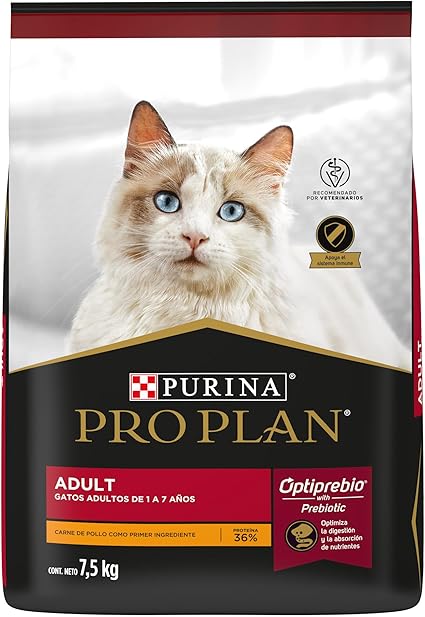 RECOMENDADO
POR VETERINARIOS
Apoya el
sistema inmune
PURINA®
PRO PLAN®
ADULT
ADULT
GATOS ADULTOS DE 1 A 7 AÑOS
CARNE DE POLLO COMO PRIMER INGREDIENTE
PROTEÍNA
36%
CONT. NETO 7,5 kg
Optiprebio®
with
Prebiotic
Optimiza
la digestión
y la absorción
de nutrientes